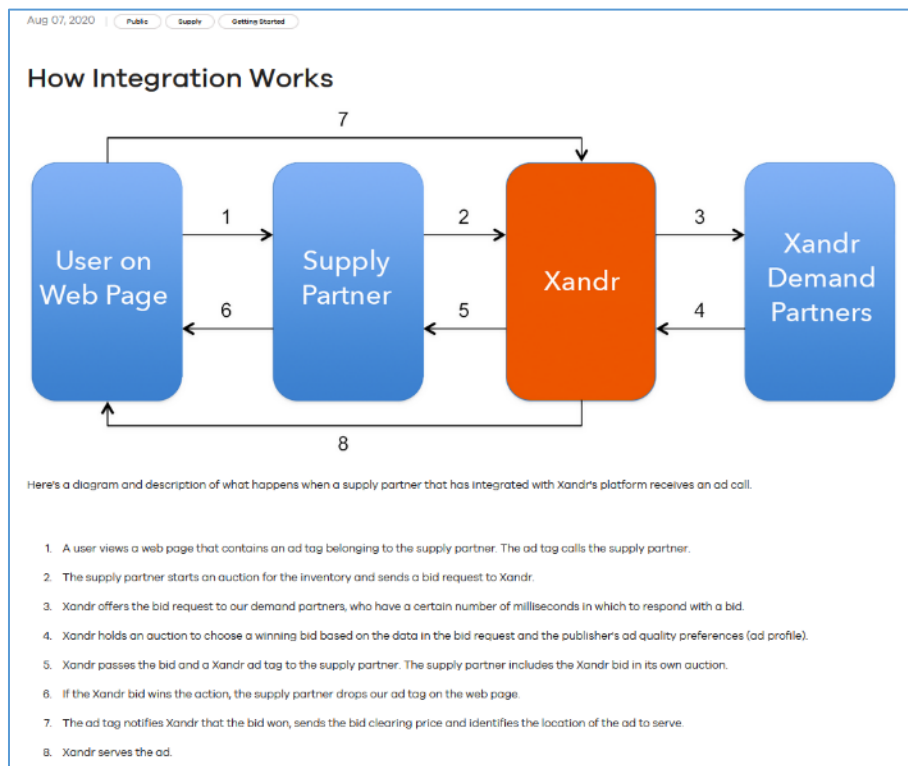 Aug 07, 2020 | Public Supply Getting Started
How Integration Works
7
1 2 3
User on
Web Page
Supply
Partner
Xandr
Xandr
Demand
Partners
6 5 4
8
Here's a diagram and description of what happens when a supply partner that has integrated with Xandr's platform receives an ad call.
1. A user views a web page that contains an ad tag belonging to the supply partner. The ad tag calls the supply partner.
2. The supply partner starts an auction for the inventory and sends a bid request to Xandr.
3. Xandr offers the bid request to our demand partners, who have a certain number of milliseconds in which to respond with a bid.
4. Xandr holds an auction to choose a winning bid based on the data in the bid request and the publisher's ad quality preferences (ad profile).
5. Xandr passes the bid and a Xandr ad tag to the supply partner. The supply partner includes the Xandr bid in its own auction.
6. If the Xandr bid wins the action, the supply partner drops our ad tag on the web page.
7. The ad tag notifies Xandr that the bid won, sends the bid clearing price and identifies the location of the ad to serve.
8. Xandr serves the ad.